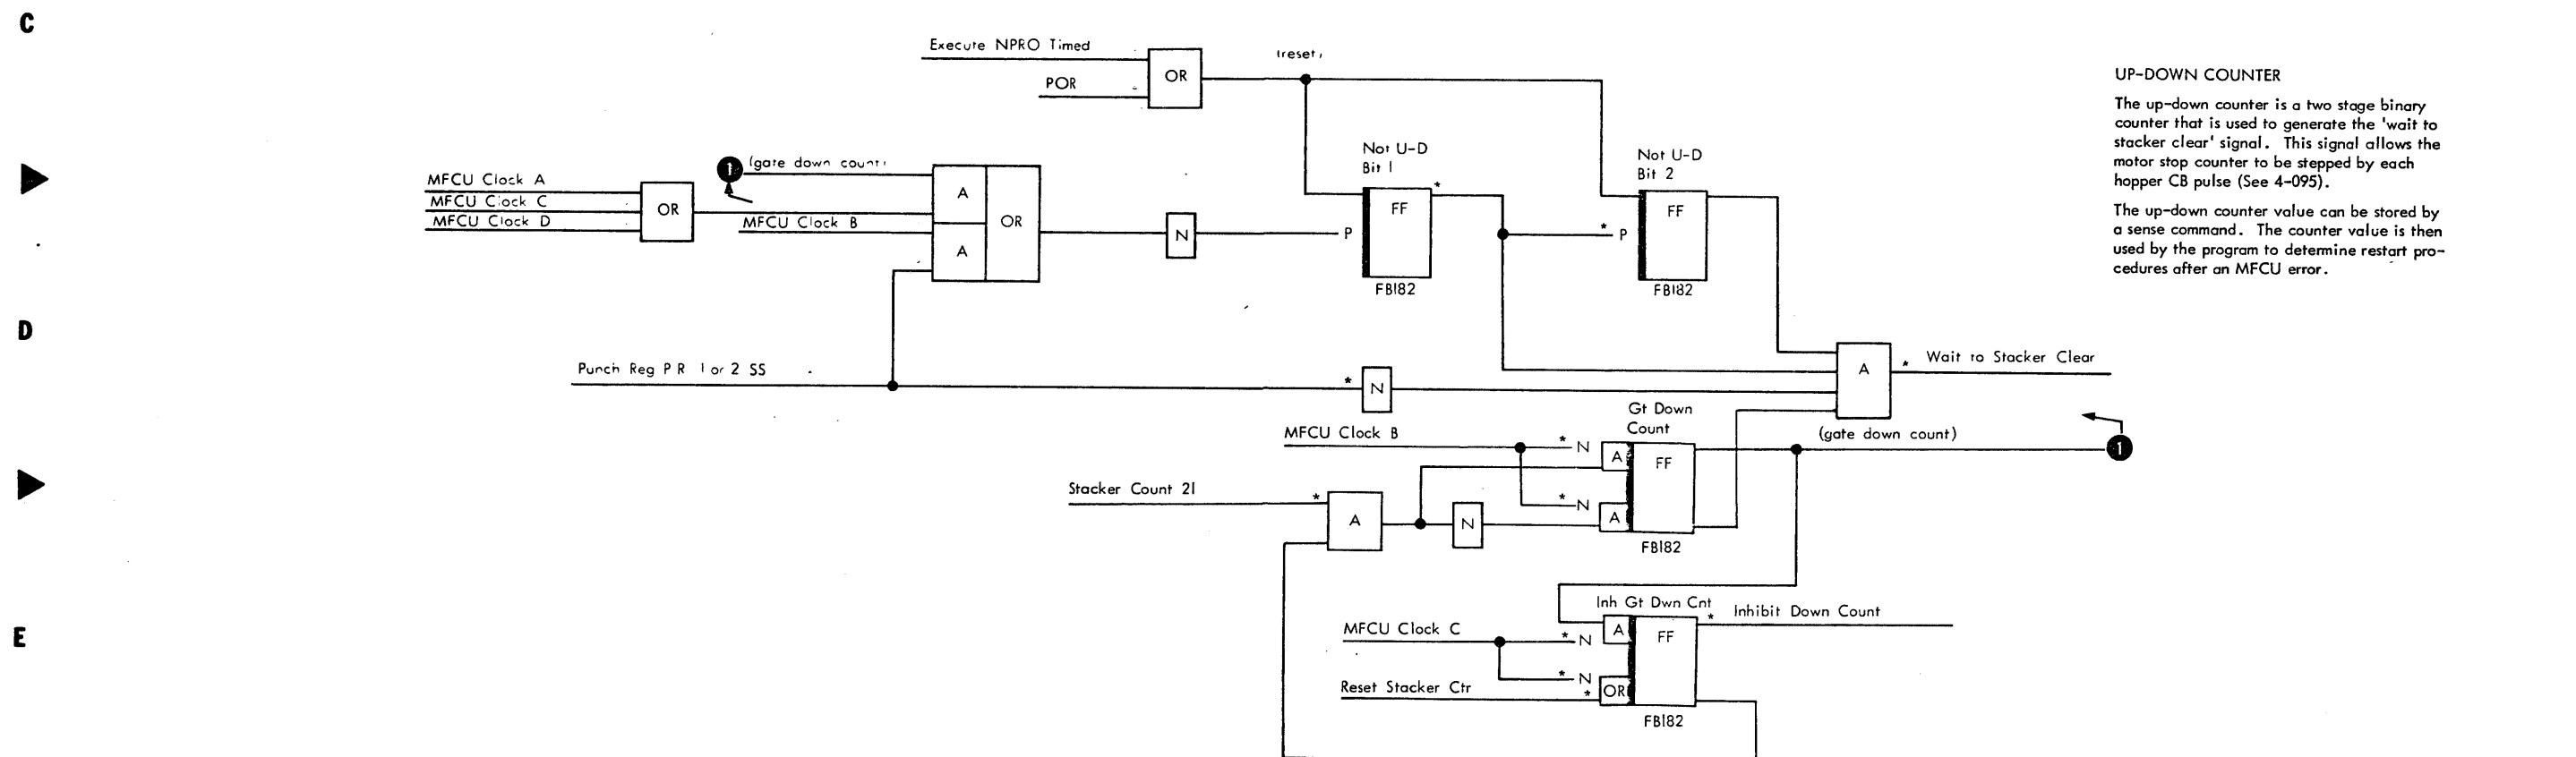 C
Execute NPRO Timed
(reset)
POR
OR
UP-DOWN COUNTER
The up-down counter is a two stage binary
counter that is used to generate the 'wait to
stacker clear' signal. This signal allows the
motor stop counter to be stepped by each
hopper CB pulse (See 4-095).
The up-down counter value can be stored by
a sense command. The counter value is then
used by the program to determine restart pro-
cedures after an MFCU error.
Not U-D
Bit 1
Not U-D
Bit 2
1 (gate down count)
MFCU Clock A
MFCU Clock C
MFCU Clock D
OR
MFCU Clock B
A
A
OR
N
P
* FF
FB182
* P
FF
FB182
D
Punch Reg P R 1 or 2 SS
* N
A
* Wait to Stacker Clear
Gt Down
Count
MFCU Clock B
* N
A
FF
(gate down count)
1
Stacker Count 21
*
A
N
* N
A
FB182
E
Inh Gt Dwn Cnt
* Inhibit Down Count
MFCU Clock C
* N
A
FF
* N
Reset Stacker Ctr
* OR
FB182